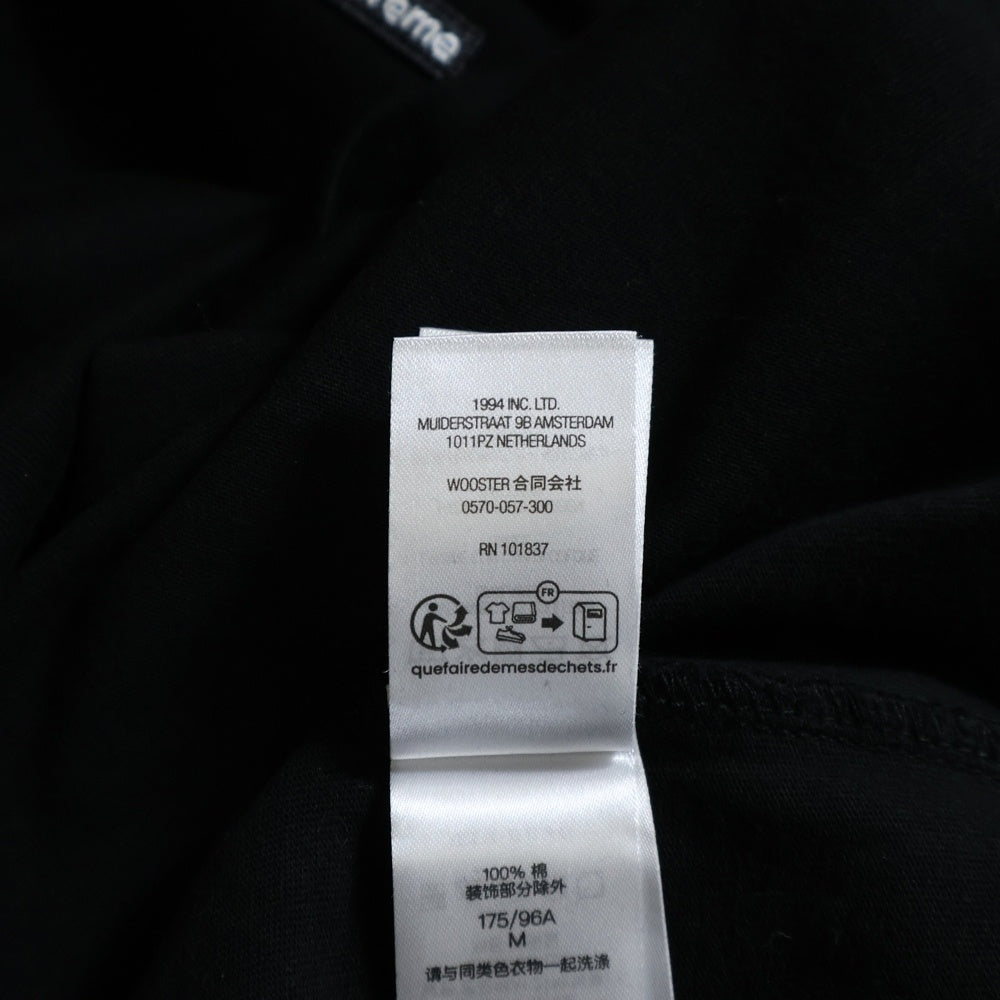 1994 INC. LTD.
MUIDERSTRAAT 9B AMSTERDAM
1011PZ NETHERLANDS
WOOSTER 合同会社
0570-057-300
RN 101837
FR
quefairedemesdechets.fr
100% 棉
装饰部分除外
175/96A
M
请与同类色衣物一起洗涤